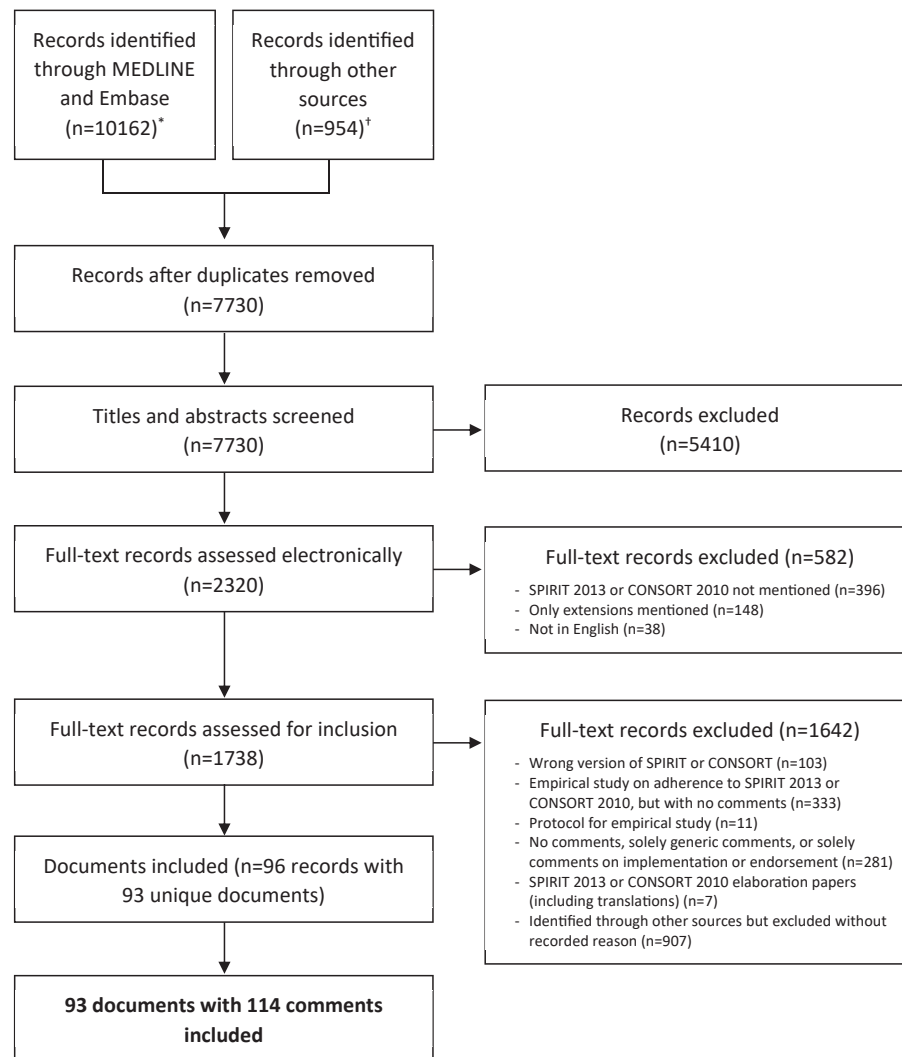 Records identified
through MEDLINE
and Embase
(n=10162)*
Records identified
through other
sources
(n=954)†
Records after duplicates removed
(n=7730)
Titles and abstracts screened
(n=7730)
Records excluded
(n=5410)
Full-text records assessed electronically
(n=2320)
Full-text records excluded (n=582)
- SPIRIT 2013 or CONSORT 2010 not mentioned (n=396)
- Only extensions mentioned (n=148)
- Not in English (n=38)
Full-text records assessed for inclusion
(n=1738)
Full-text records excluded (n=1642)
- Wrong version of SPIRIT or CONSORT (n=103)
- Empirical study on adherence to SPIRIT 2013 or
CONSORT 2010, but with no comments (n=333)
- Protocol for empirical study (n=11)
- No comments, solely generic comments, or solely
comments on implementation or endorsement (n=281)
- SPIRIT 2013 or CONSORT 2010 elaboration papers
(including translations) (n=7)
- Identified through other sources but excluded without
recorded reason (n=907)
Documents included (n=96 records with
93 unique documents)
93 documents with 114 comments
included